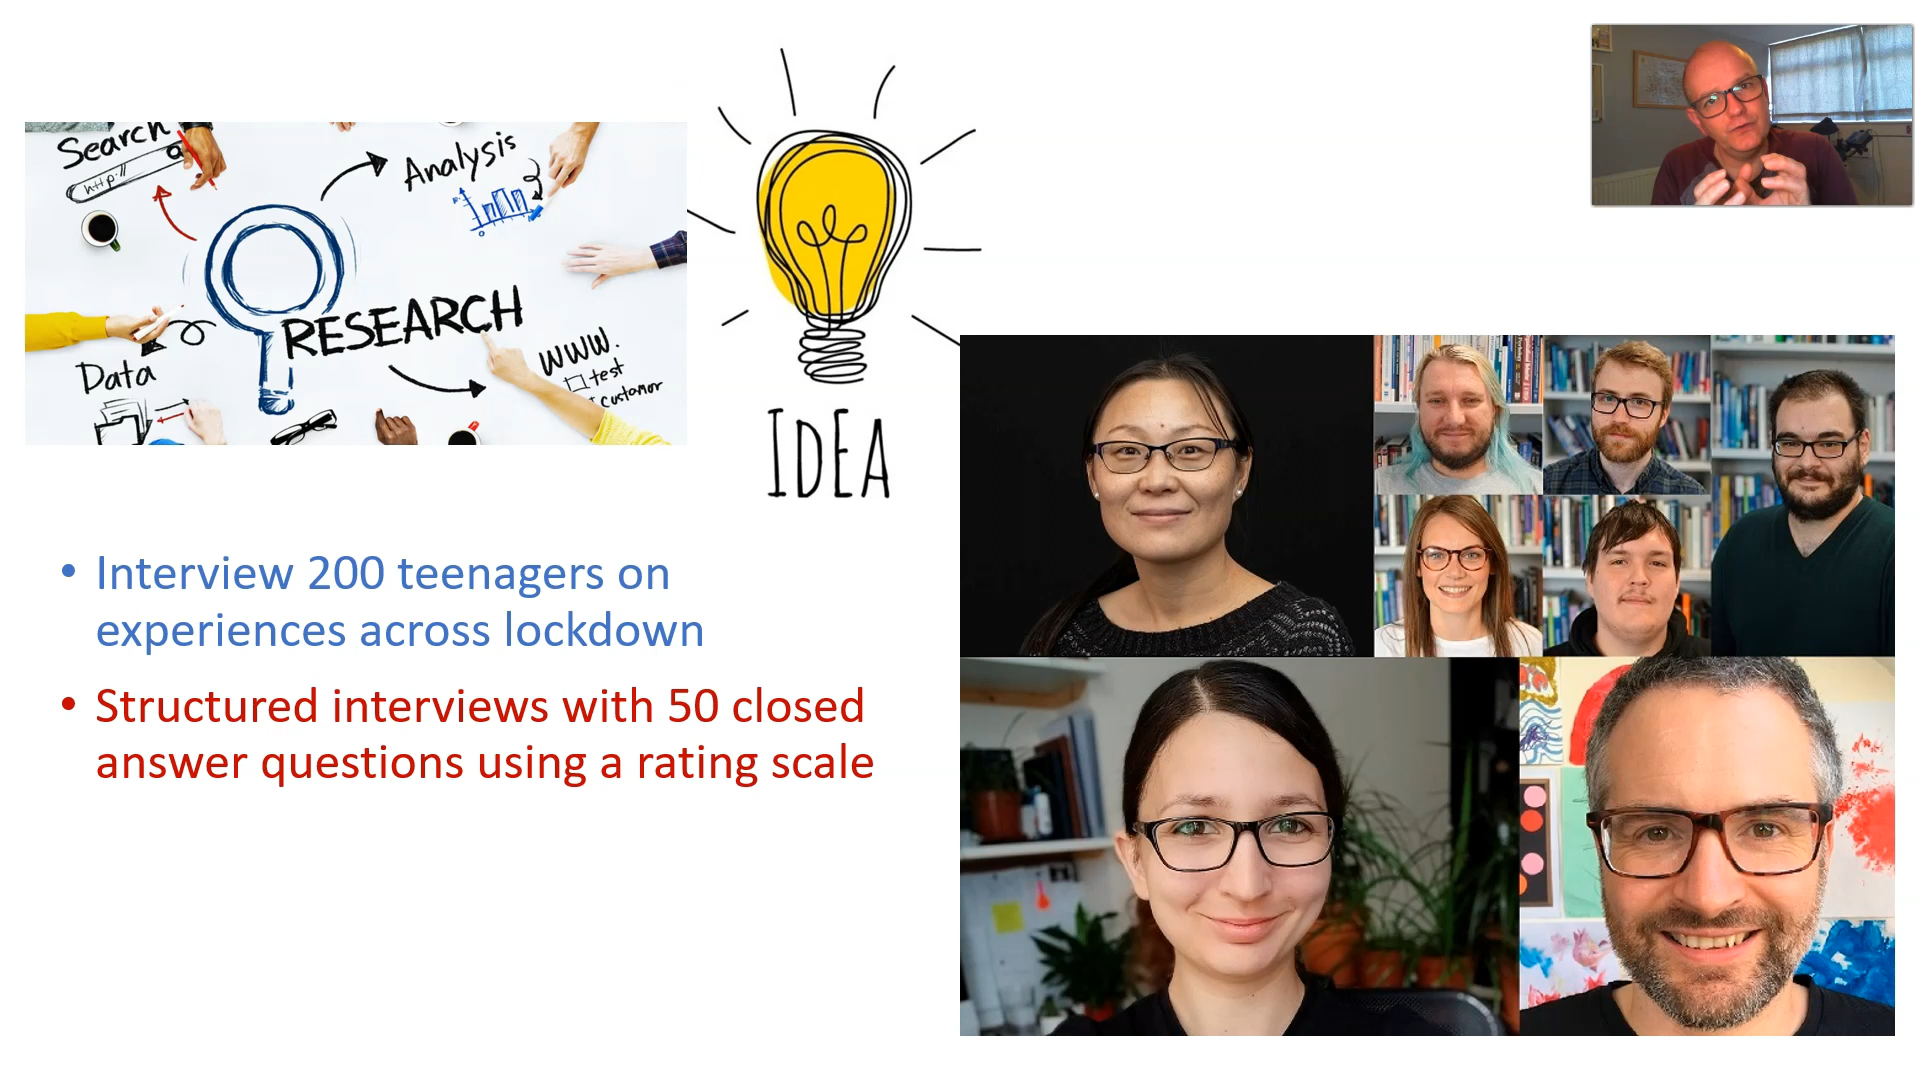 Search
http://
Analysis
RESEARCH
Data
www.
test
customer
IDEA
• Interview 200 teenagers on
experiences across lockdown
• Structured interviews with 50 closed
answer questions using a rating scale